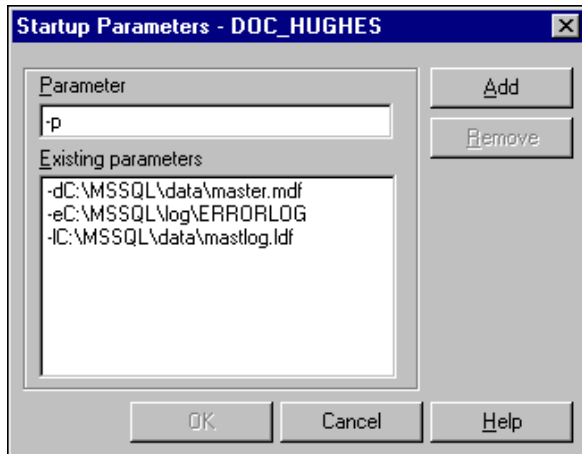 Startup Parameters - DOC_HUGHES
Parameter
-p
Add
Remove
Existing parameters
-dC:\MSSQL\data\master.mdf
-eC:\MSSQL\log\ERRORLOG
-lC:\MSSQL\data\mastlog.ldf
OK
Cancel
Help